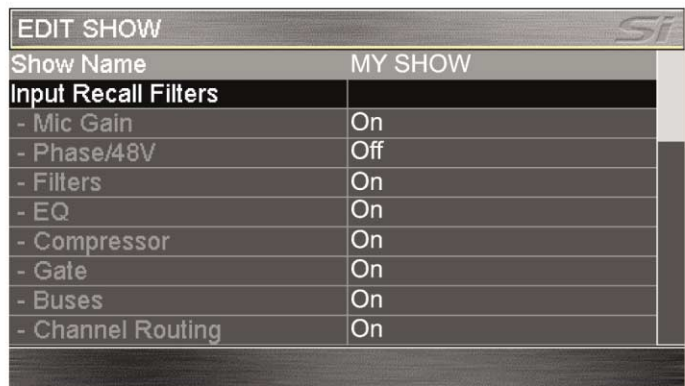 EDIT SHOW Si
Show Name MY SHOW
Input Recall Filters
- Mic Gain On
- Phase/48V Off
- Filters On
- EQ On
- Compressor On
- Gate On
- Buses On
- Channel Routing On